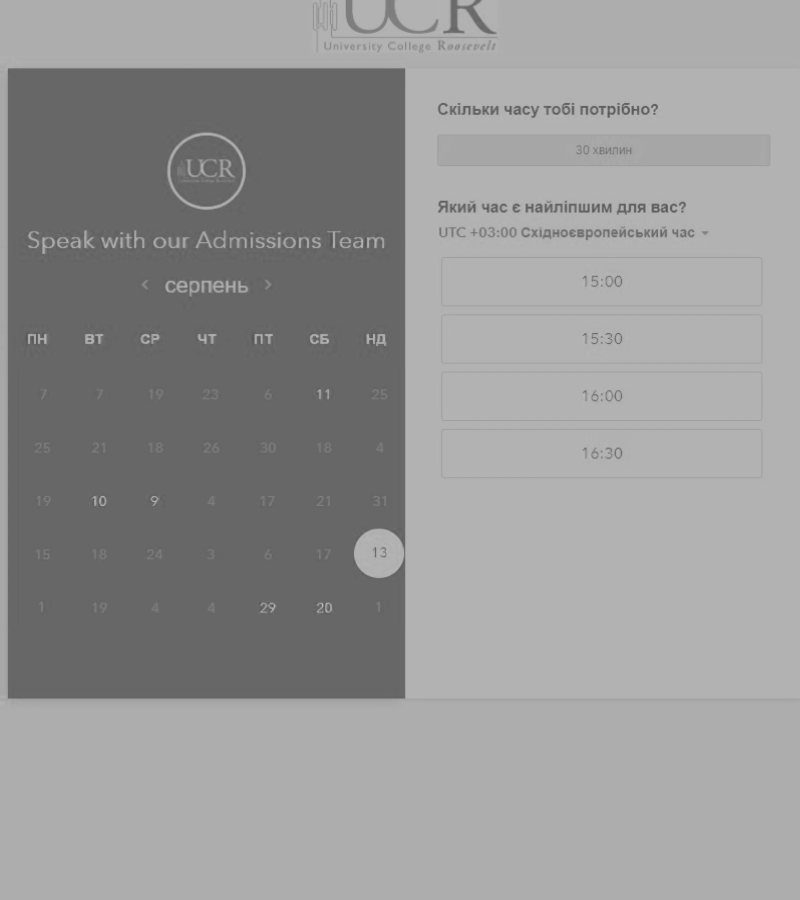 UCR
University College Roosevelt
UCR
Speak with our Admissions Team
серпень
ПН ВТ СР ЧТ ПТ СБ НД
7 7 19 23 6 11 25
25 21 18 26 30 18 4
19 10 9 4 17 21 31
15 18 24 3 6 17 13
1 19 4 4 29 20 1
Скільки часу тобі потрібно?
30 хвилин
Який час є найліпшим для вас?
UTC +03:00 Східноєвропейський час
15:00
15:30
16:00
16:30